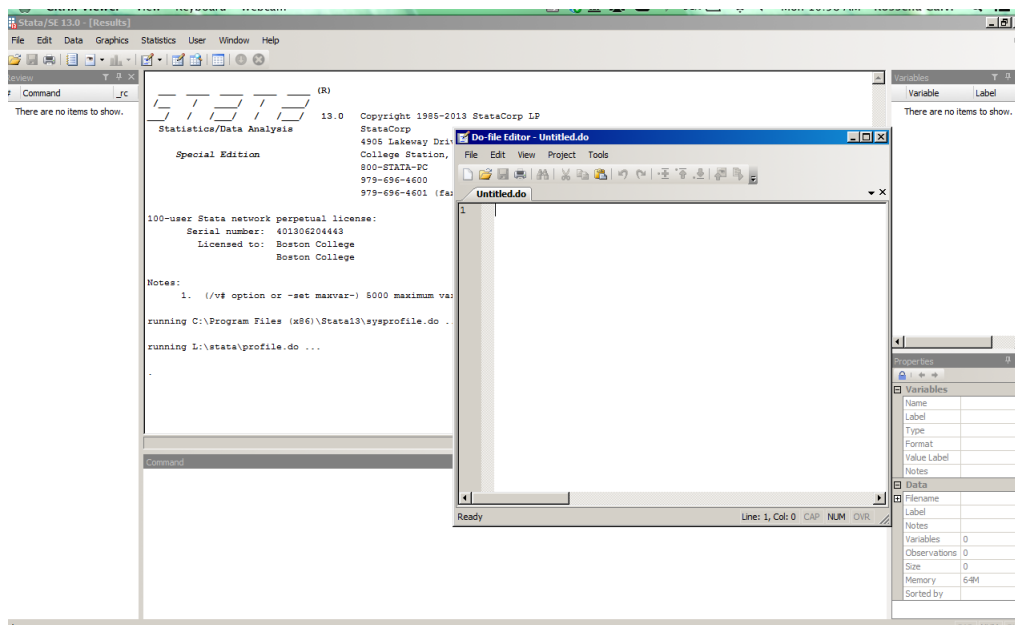 Stata/SE 13.0 - [Results]
File Edit Data Graphics Statistics User Window Help
Command _rc
There are no items to show.
(R)
13.0 Copyright 1985-2013 StataCorp LP
Statistics/Data Analysis StataCorp
4905 Lakeway
Special Edition College Station,
800-STATA-PC
979-696-4600
979-696-4601
100-user Stata network perpetual license:
Serial number: 401306204443
Licensed to: Boston College
Boston College
Notes:
1. (/v# option or -set maxvar-) 5000 maximum
running C:\Program Files (x86)\Stata13\sysprofile.do ..
running L:\stata\profile.do ...
.
Command
Do-file Editor - Untitled.do
File Edit View Project Tools
Untitled.do
1
Ready Line: 1, Col: 0 CAP NUM OVR
Variables
Variable Label
There are no items to show.
Properties
Variables
Name
Label
Type
Format
Value Label
Notes
Data
Filename
Label
Notes
Variables 0
Observations 0
Size 0
Memory 64M
Sorted by